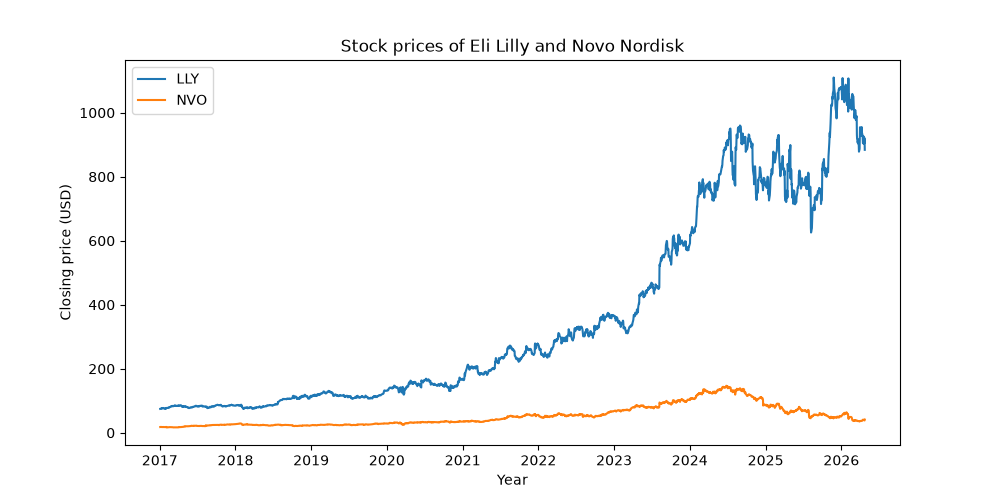 Stock prices of Eli Lilly and Novo Nordisk
LLY
NVO
Closing price (USD)
1000
800
600
400
200
0
2017 2018 2019 2020 2021 2022 2023 2024 2025 2026
Year